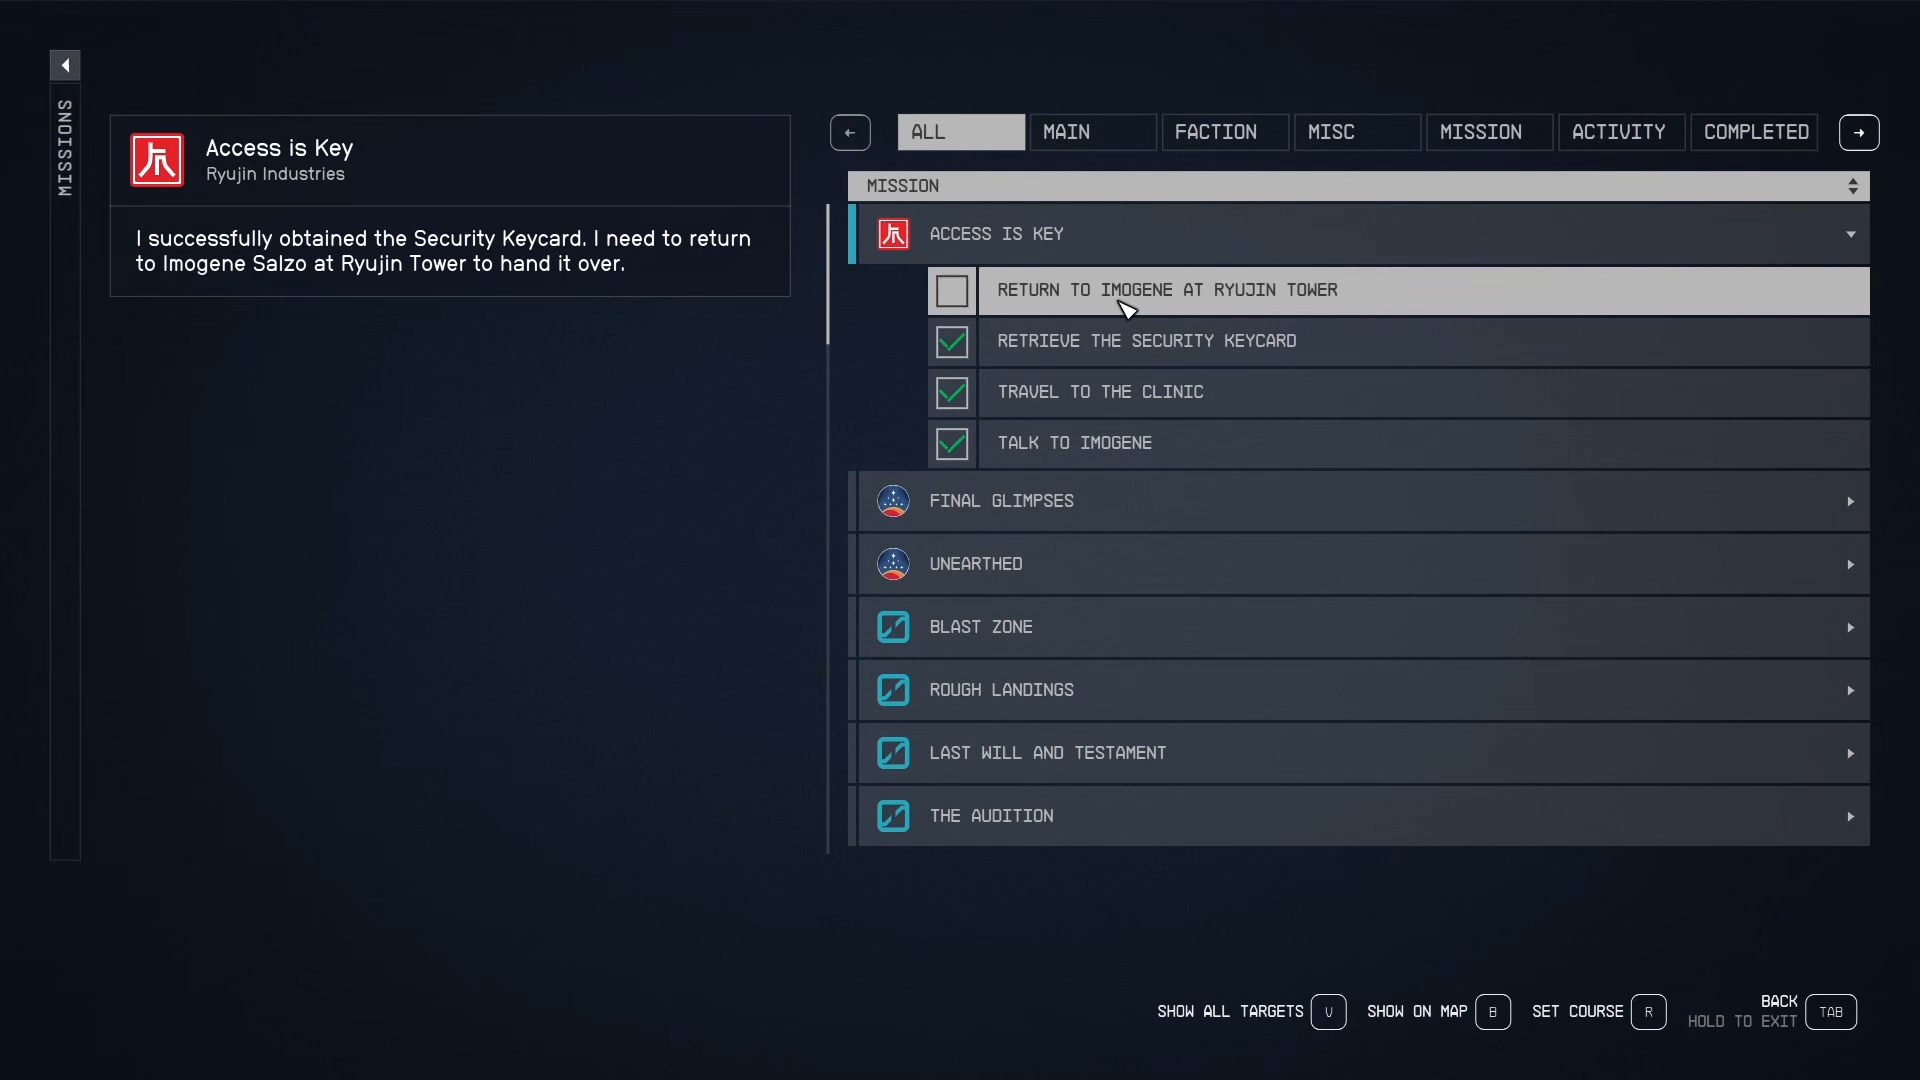 MISSIONS
Access is Key
Ryujin Industries
I successfully obtained the Security Keycard. I need to return
to Imogene Salzo at Ryujin Tower to hand it over.
ALL
MAIN
FACTION
MISC
MISSION
ACTIVITY
COMPLETED
MISSION
ACCESS IS KEY
RETURN TO IMOGENE AT RYUJIN TOWER
RETRIEVE THE SECURITY KEYCARD
TRAVEL TO THE CLINIC
TALK TO IMOGENE
FINAL GLIMPSES
UNEARTHED
BLAST ZONE
ROUGH LANDINGS
LAST WILL AND TESTAMENT
THE AUDITION
SHOW ALL TARGETS V
SHOW ON MAP B
SET COURSE R
BACK
HOLD TO EXIT
TAB